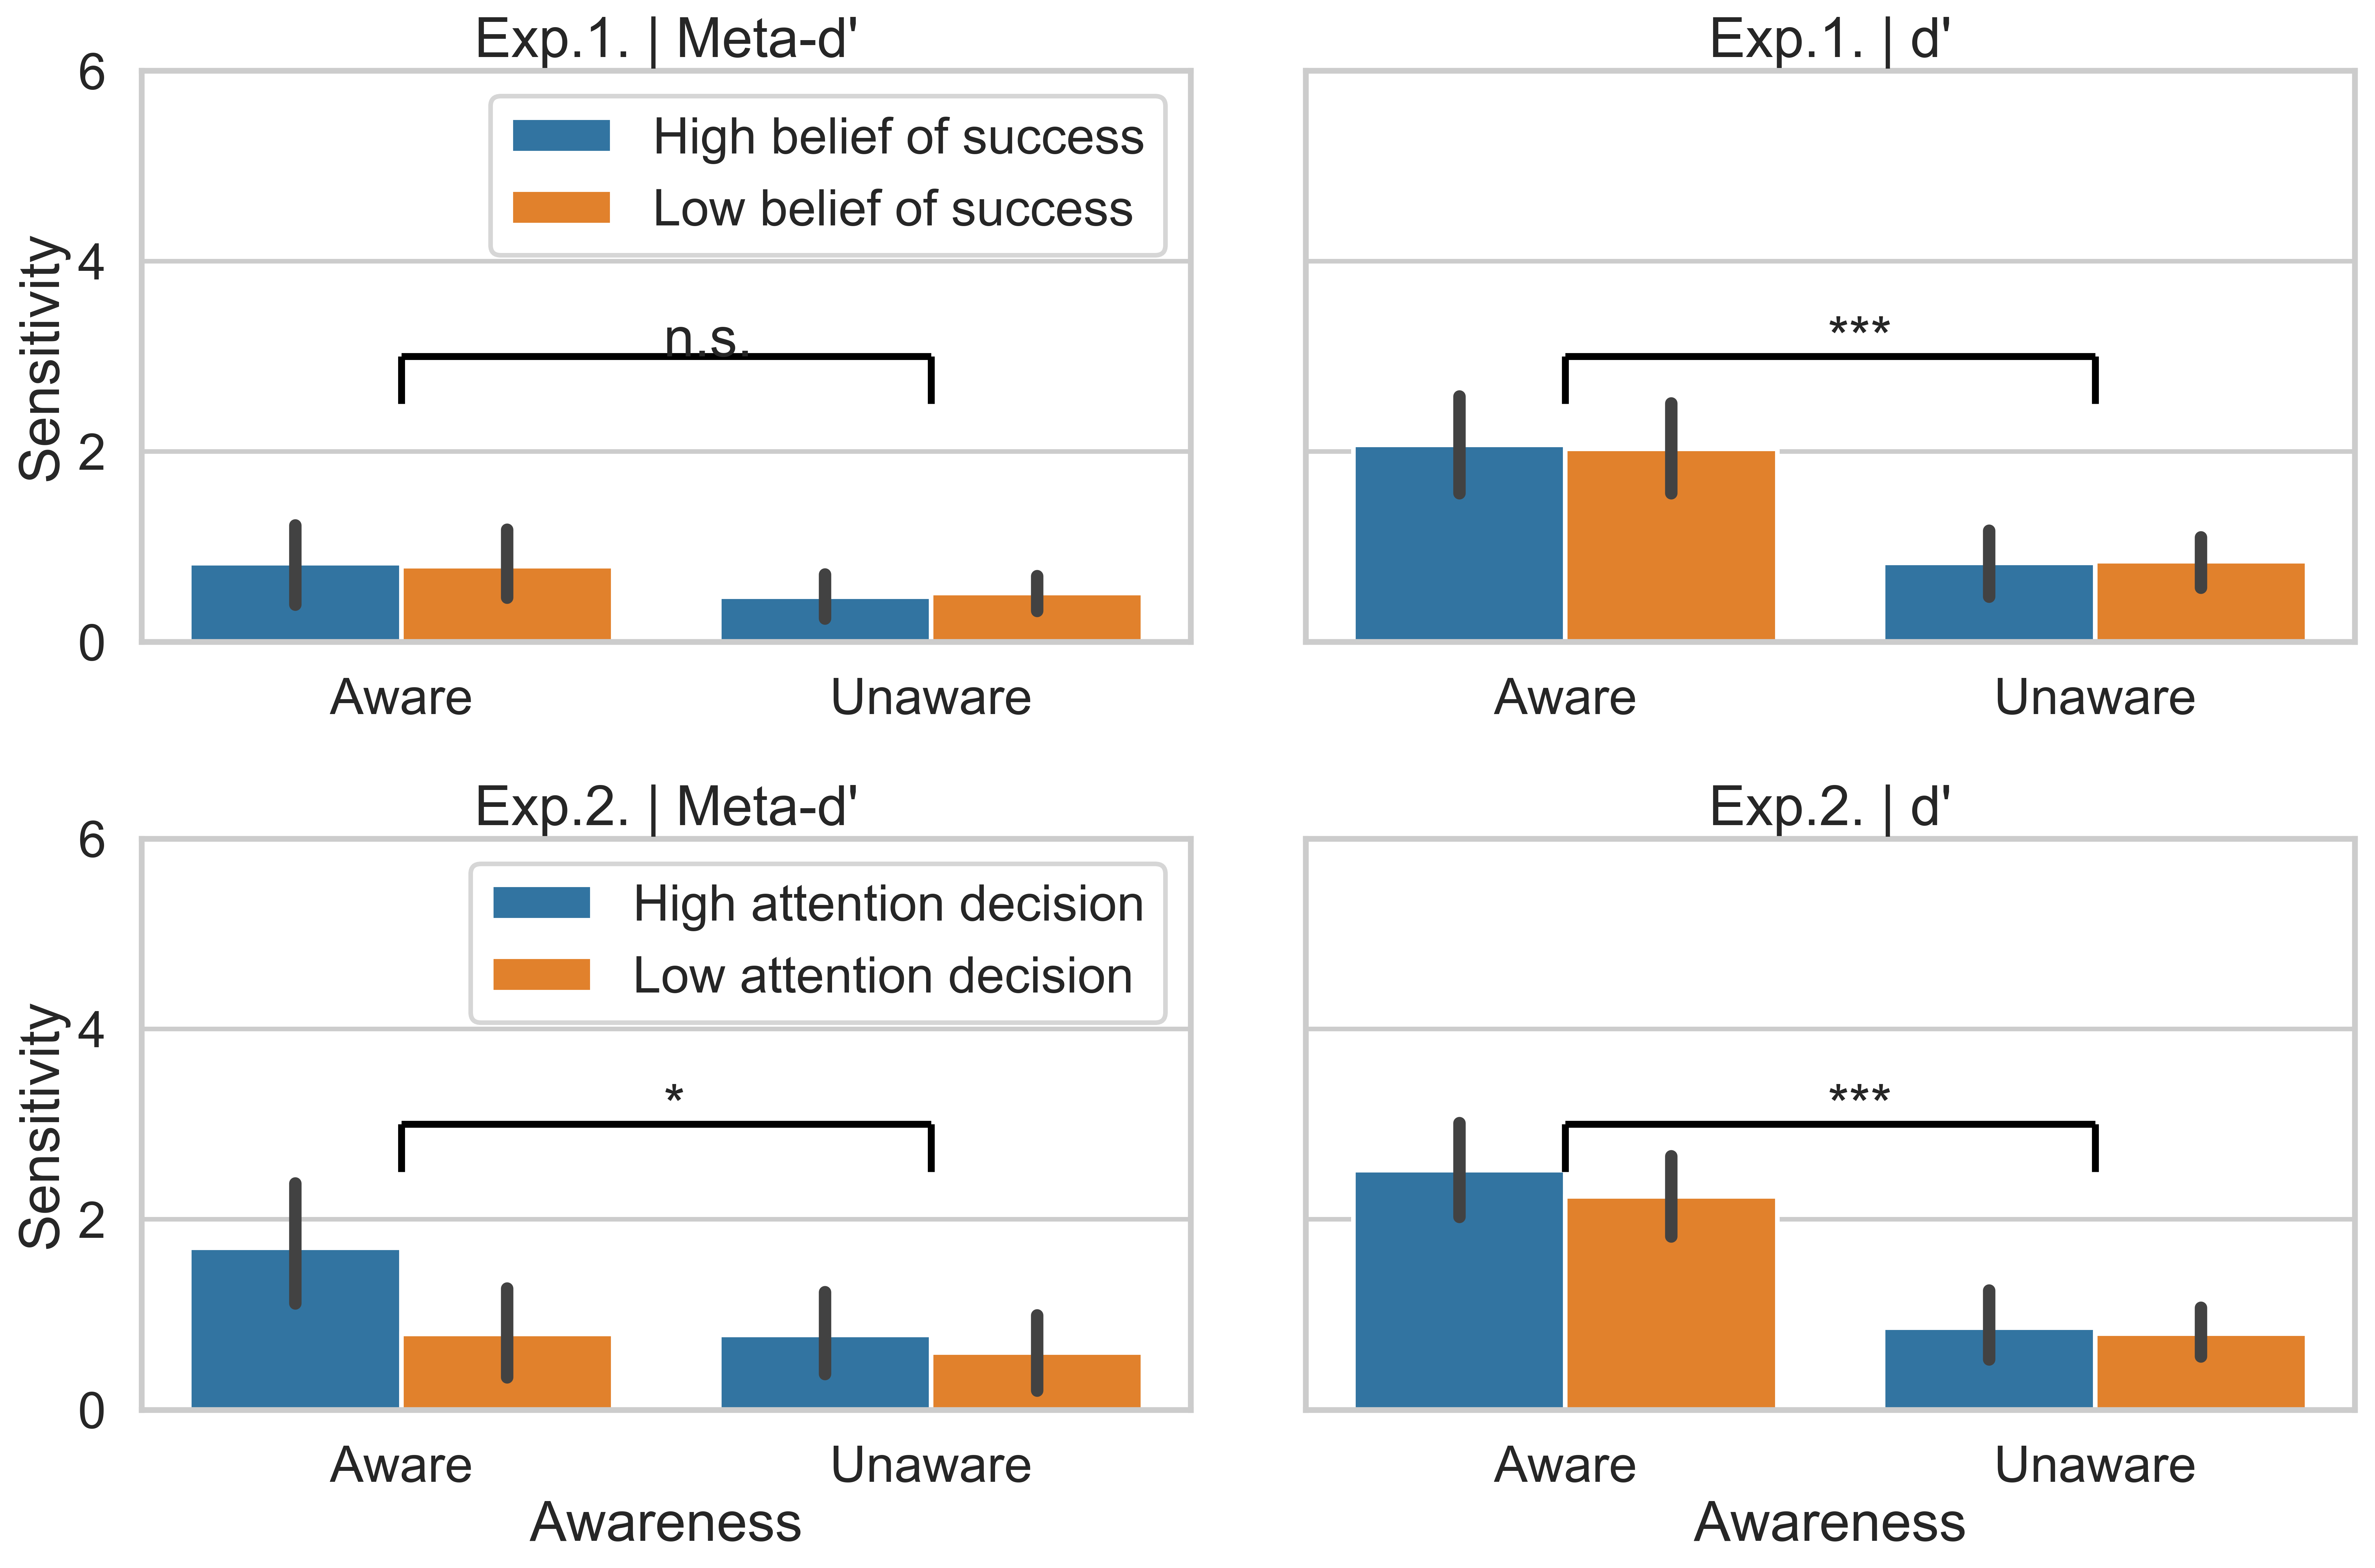 Exp.1. | Meta-d'
Exp.1. | d'
6
4
2
0
Sensitivity
High belief of success
Low belief of success
n.s.
***
Aware
Unaware
Aware
Unaware
Exp.2. | Meta-d'
Exp.2. | d'
6
4
2
0
Sensitivity
High attention decision
Low attention decision
*
***
Aware
Unaware
Aware
Unaware
Awareness
Awareness